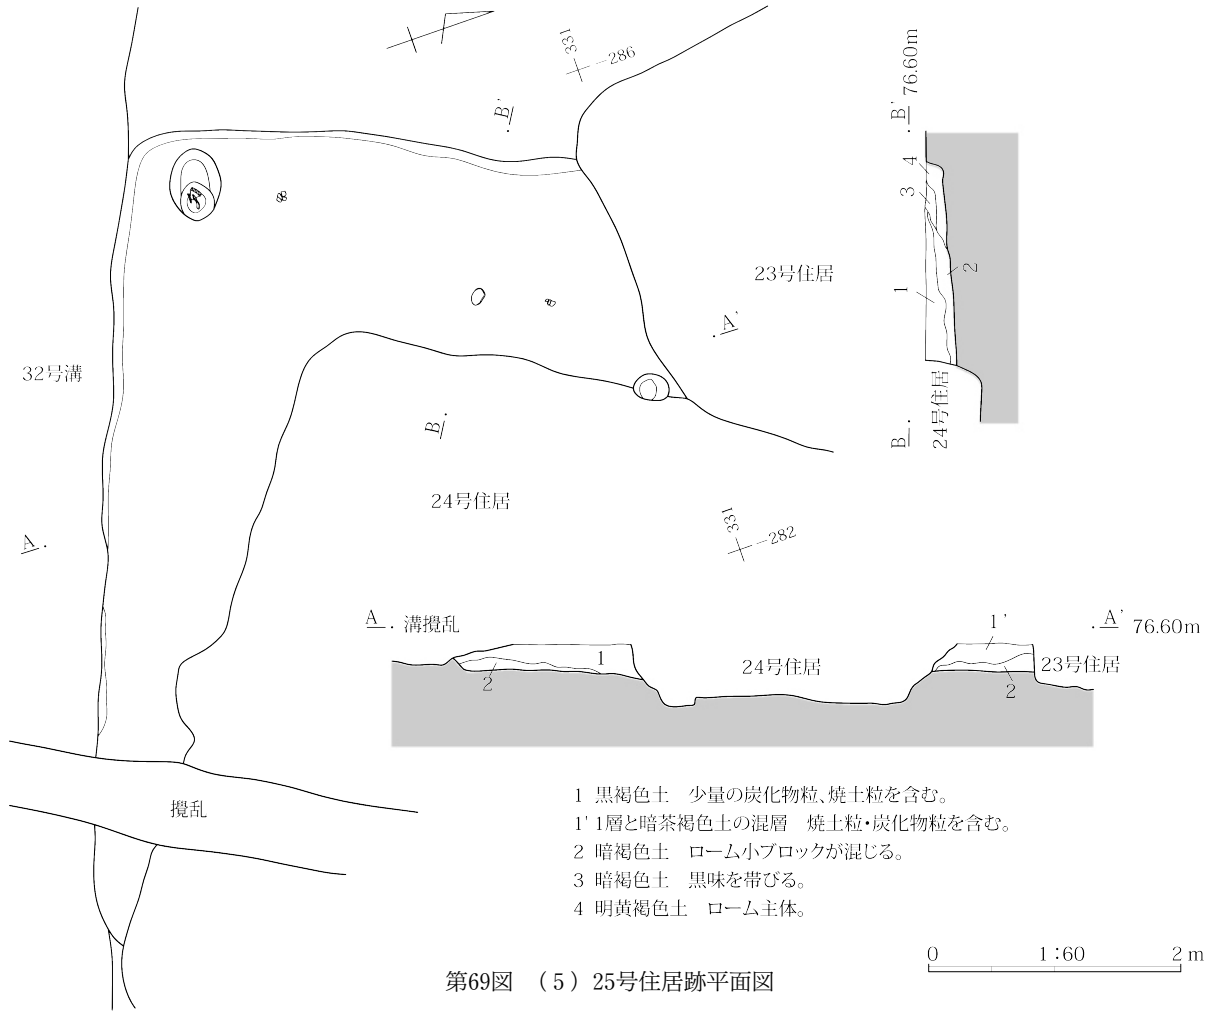 -331
-286
B'
76.60m
B'
4
3
2
1
23号住居
A'
32号溝
B
24号住居
B
24号住居
-331
-282
A
A
溝攪乱
1
2
24号住居
1'
2
A'
76.60m
23号住居
攪乱
1 黒褐色土 少量の炭化物粒、焼土粒を含む。
1' 1層と暗茶褐色土の混層 焼土粒・炭化物粒を含む。
2 暗褐色土 ローム小ブロックが混じる。
3 暗褐色土 黒味を帯びる。
4 明黄褐色土 ローム主体。
0 1:60 2 m
第69図 (5) 25号住居跡平面図